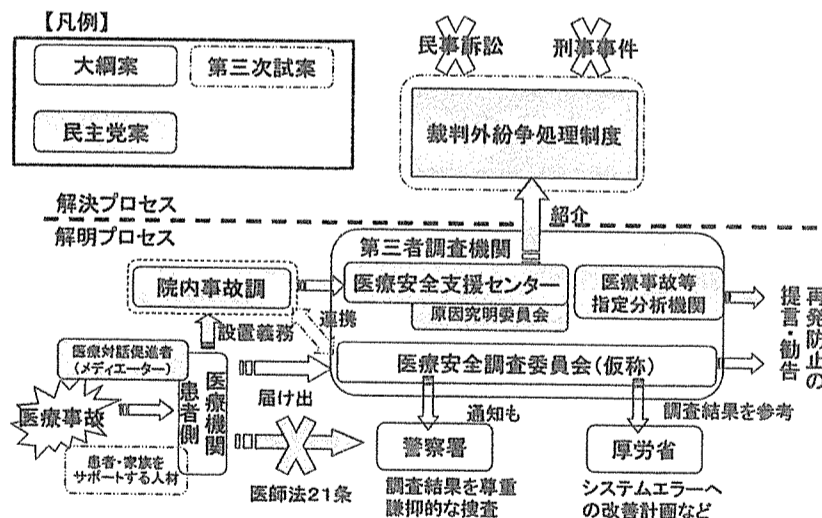 【凡例】
大綱案
第三次試案
民主党案
民事訴訟
刑事事件
裁判外紛争処理制度
解決プロセス
紹介
解明プロセス
第三者調査機関
院内事故調
医療安全支援センター
原因究明委員会
医療事故等
指定分析機関
再発防止の
提言・勧告
設置義務
連携
医療対話促進者
(メディエーター)
医療安全調査委員会(仮称)
医療事故
患者側
医療機関
届け出
通知も
調査結果を参考
患者・家族を
サポートする人材
医師法21条
警察署
厚労省
調査結果を尊重
謙抑的な捜査
システムエラーへ
の改善計画など